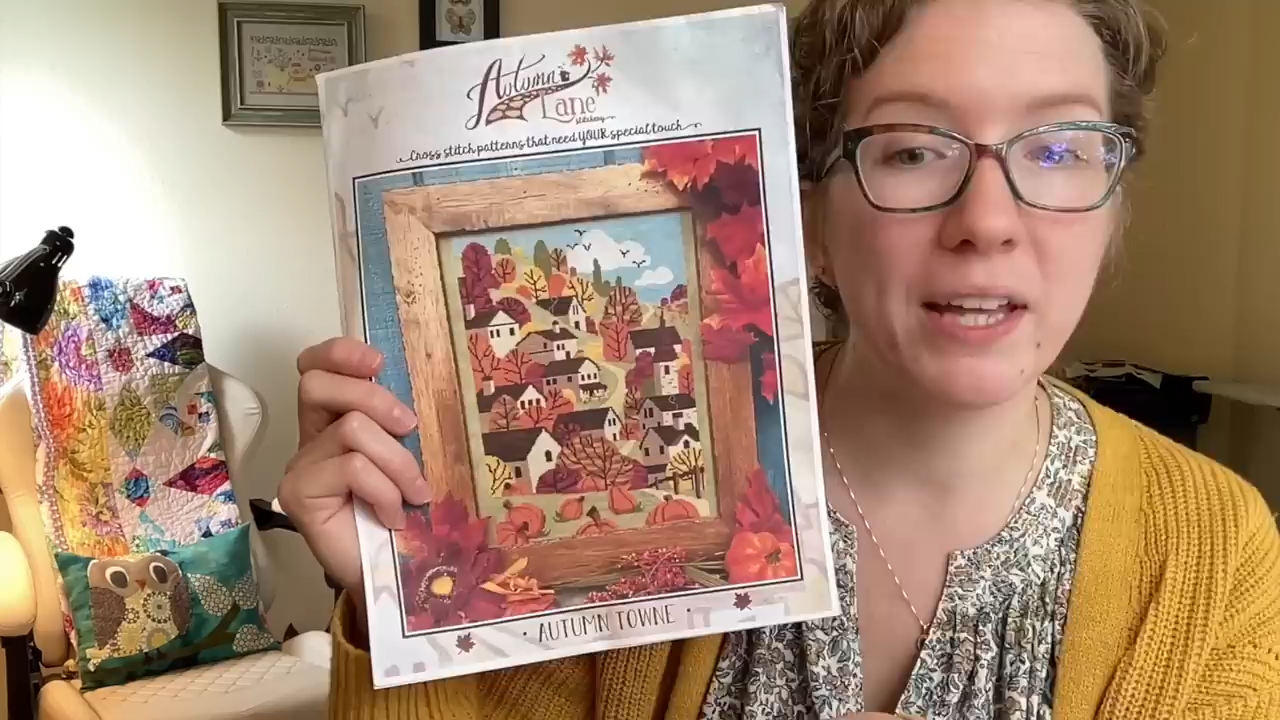 Autumn
Lane
stitchery
Cross stitch patterns that need YOUR special touch
• AUTUMN TOWNE •